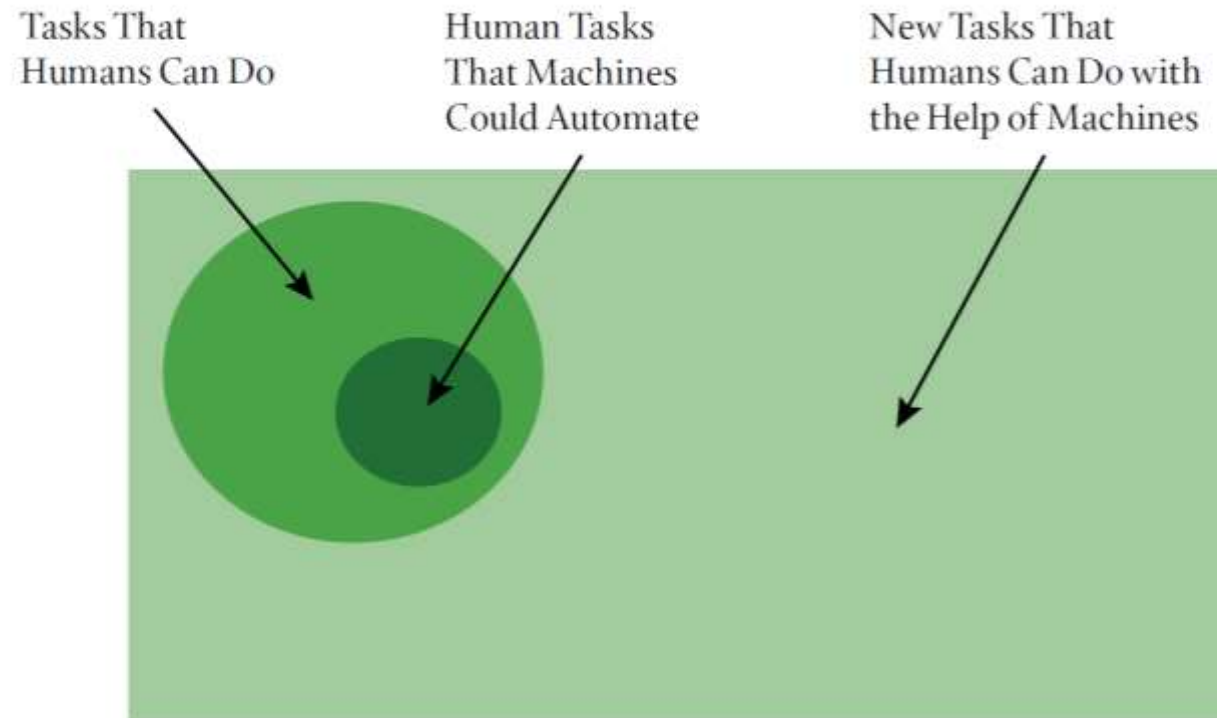 Tasks That
Humans Can Do
Human Tasks
That Machines
Could Automate
New Tasks That
Humans Can Do with
the Help of Machines